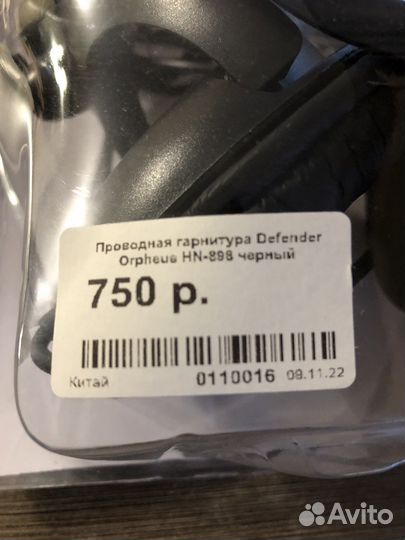 Проводная гарнитура Defender
Orpheus HN-898 черный
750 р.
Китай 0110016 09.11.22
Avito